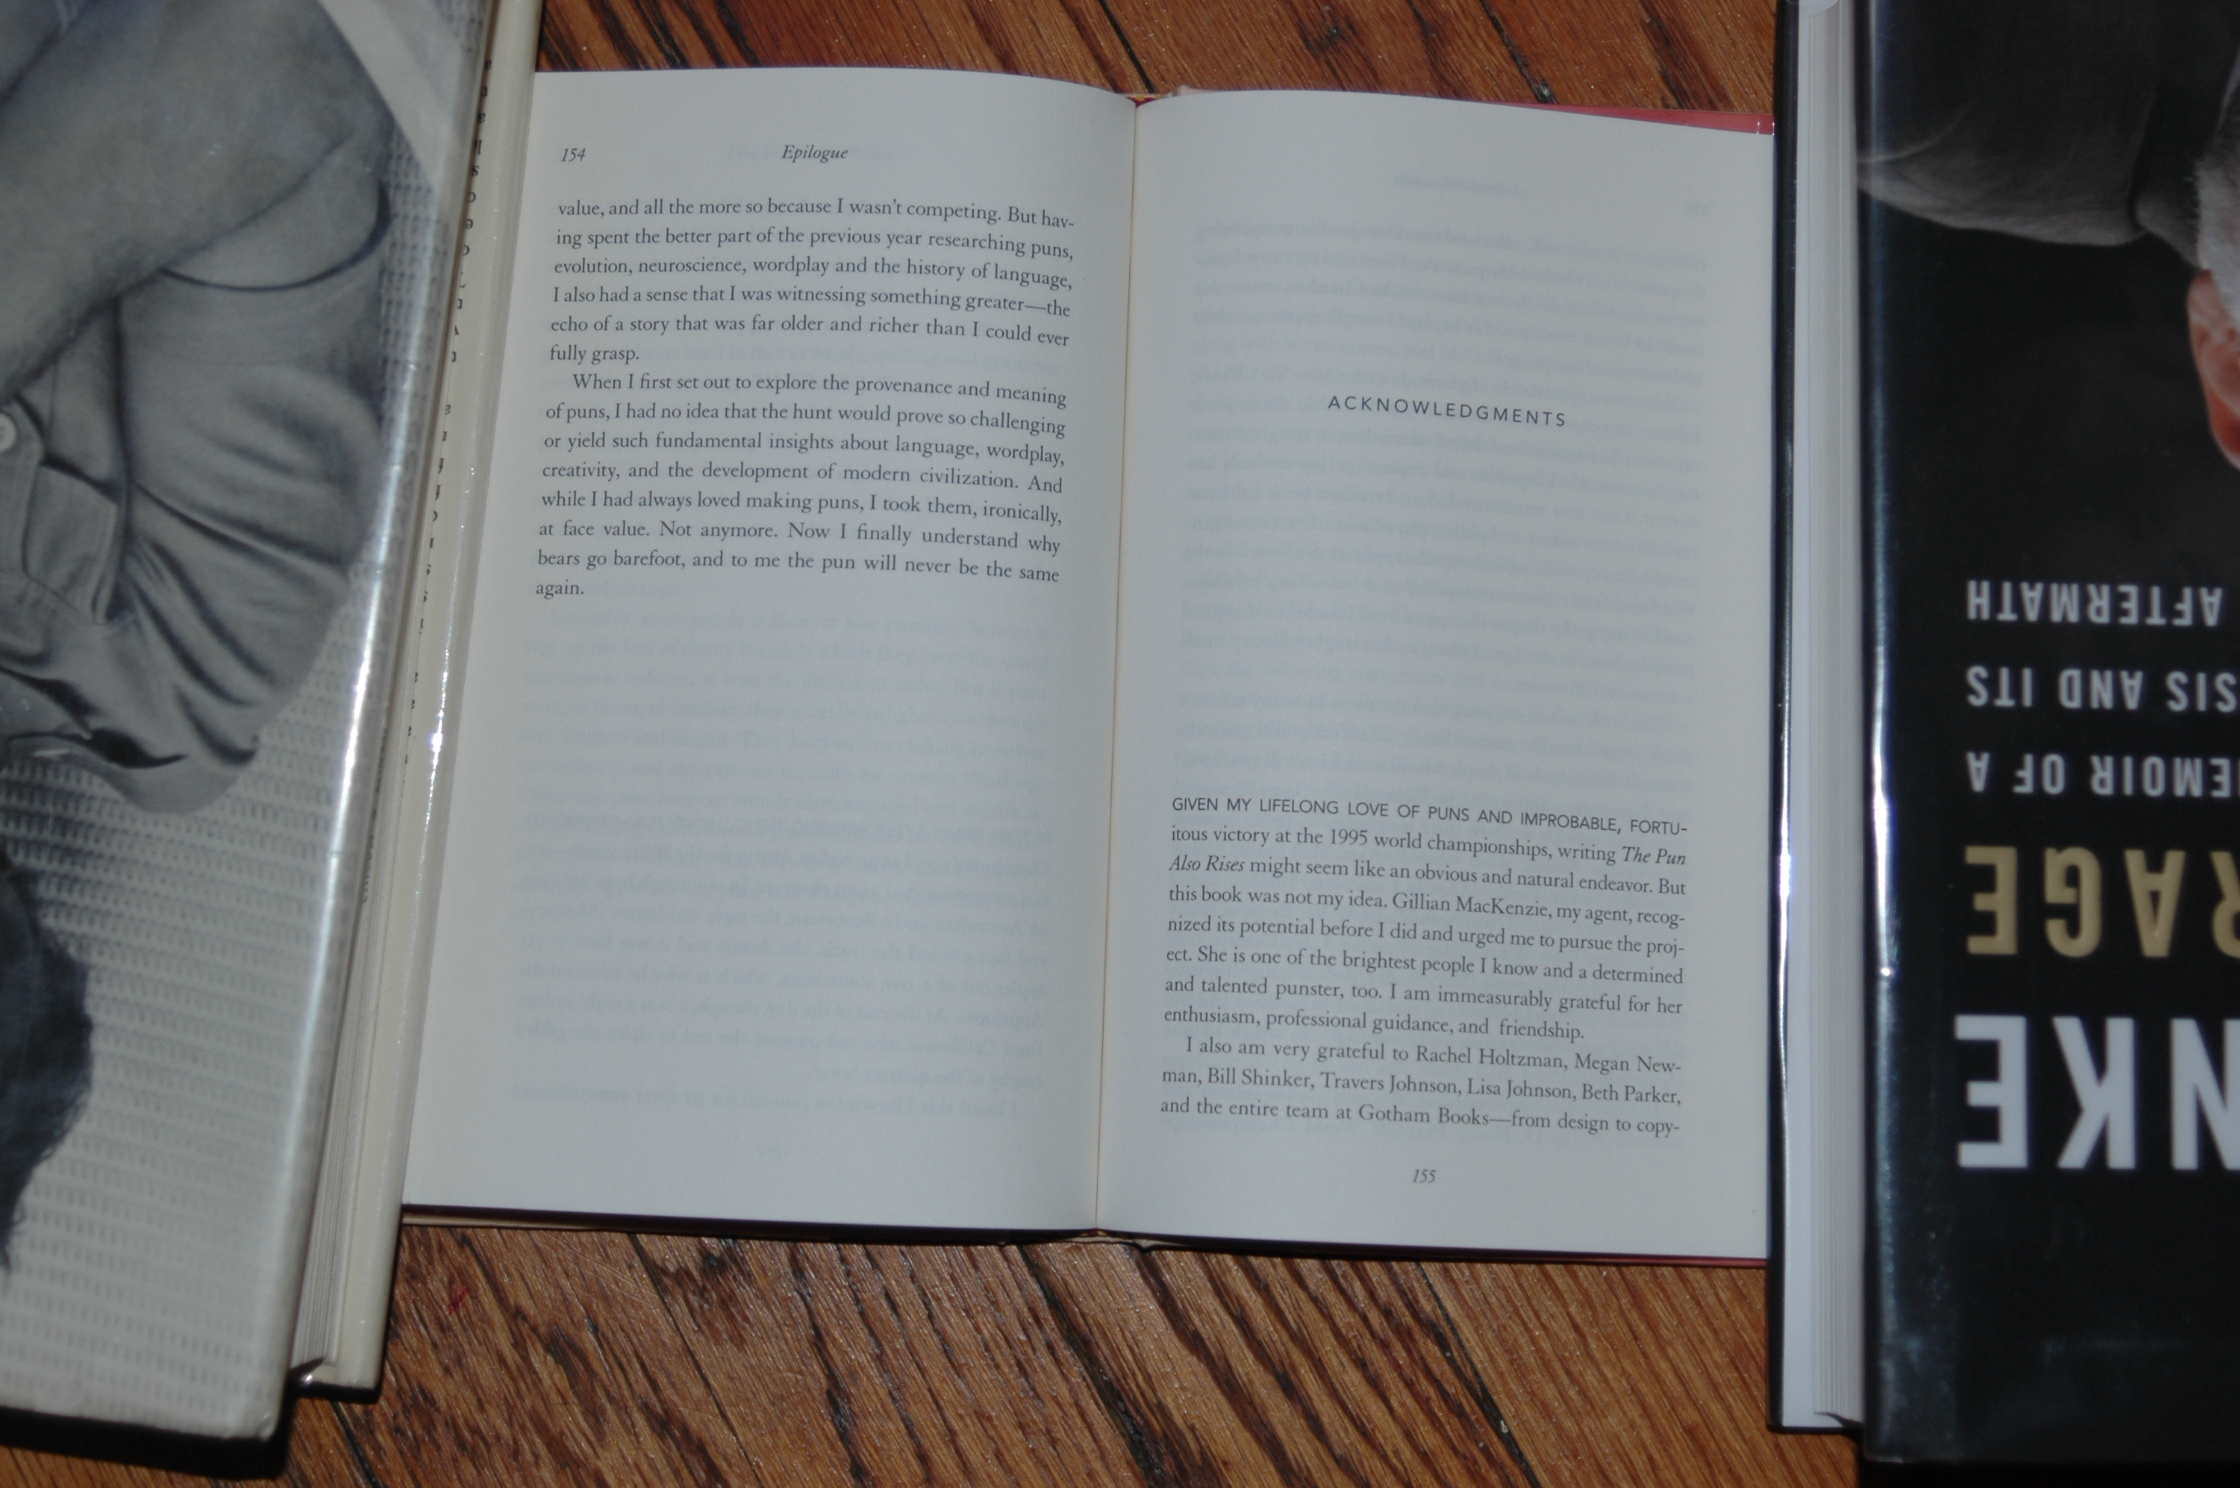 154
Epilogue
value, and all the more so because I wasn't competing. But hav-
ing spent the better part of the previous year researching puns,
evolution, neuroscience, wordplay and the history of language,
I also had a sense that I was witnessing something greater—the
echo of a story that was far older and richer than I could ever
fully grasp.
When I first set out to explore the provenance and meaning
of puns, I had no idea that the hunt would prove so challenging
or yield such fundamental insights about language, wordplay,
creativity, and the development of modern civilization. And
while I had always loved making puns, I took them, ironically,
at face value. Not anymore. Now I finally understand why
bears go barefoot, and to me the pun will never be the same
again.
ACKNOWLEDGMENTS
GIVEN MY LIFELONG LOVE OF PUNS AND IMPROBABLE, FORTU-
itous victory at the 1995 world championships, writing The Pun
Also Rises might seem like an obvious and natural endeavor. But
this book was not my idea. Gillian MacKenzie, my agent, recog-
nized its potential before I did and urged me to pursue the proj-
ect. She is one of the brightest people I know and a determined
and talented punster, too. I am immeasurably grateful for her
enthusiasm, professional guidance, and friendship.
I also am very grateful to Rachel Holtzman, Megan New-
man, Bill Shinker, Travers Johnson, Lisa Johnson, Beth Parker,
and the entire team at Gotham Books—from design to copy-
155
NKE
RAGE
EMOIR OF A
SIS AND ITS
AFTERMATH